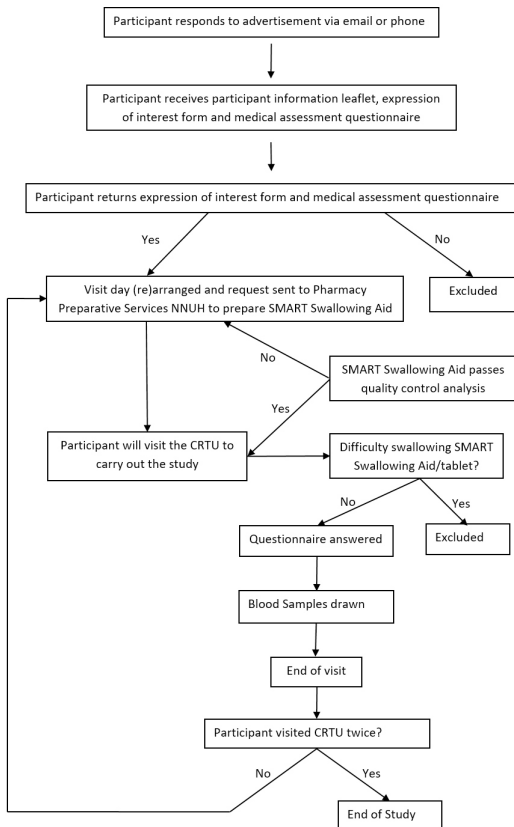 Participant responds to advertisement via email or phone
Participant receives participant information leaflet, expression
of interest form and medical assessment questionnaire
Participant returns expression of interest form and medical assessment questionnaire
Yes
No
Visit day (re)arranged and request sent to Pharmacy
Preparative Services NNUH to prepare SMART Swallowing Aid
Excluded
No
SMART Swallowing Aid passes
quality control analysis
Yes
Participant will visit the CRTU to
carry out the study
Difficulty swallowing SMART
Swallowing Aid/tablet?
No
Yes
Questionnaire answered
Excluded
Blood Samples drawn
End of visit
Participant visited CRTU twice?
No
Yes
End of Study